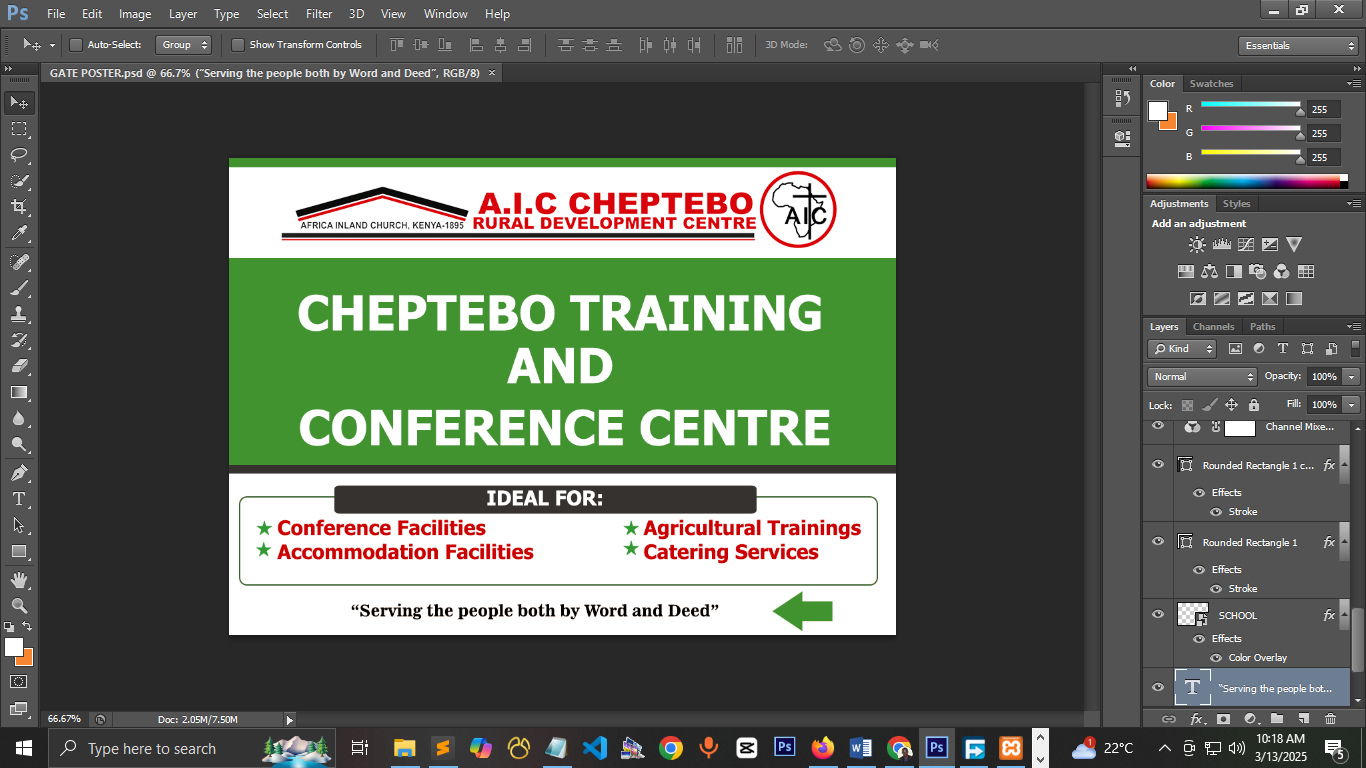 Ps File Edit Image Layer Type Select Filter 3D View Window Help
Auto-Select: Group Show Transform Controls 3D Mode: Essentials
GATE POSTER.psd @ 66.7% (“Serving the people both by Word and Deed”, RGB/8) ×
Color Swatches
R 255
G 255
B 255
Adjustments Styles
Add an adjustment
Layers Channels Paths
Kind
Normal Opacity: 100%
Lock: Fill: 100%
Channel Mixe...
Rounded Rectangle 1 c... fx
Effects
Stroke
Rounded Rectangle 1 fx
Effects
Stroke
SCHOOL fx
Effects
Color Overlay
T “Serving the people bot...
A.I.C CHEPTEBO
RURAL DEVELOPMENT CENTRE
AFRICA INLAND CHURCH, KENYA-1895
AIC
CHEPTEBO TRAINING
AND
CONFERENCE CENTRE
IDEAL FOR:
Conference Facilities
Accommodation Facilities
Agricultural Trainings
Catering Services
“Serving the people both by Word and Deed”
66.67% Doc: 2.05M/7.50M
Type here to search
1 22°C
10:18 AM
3/13/2025
5